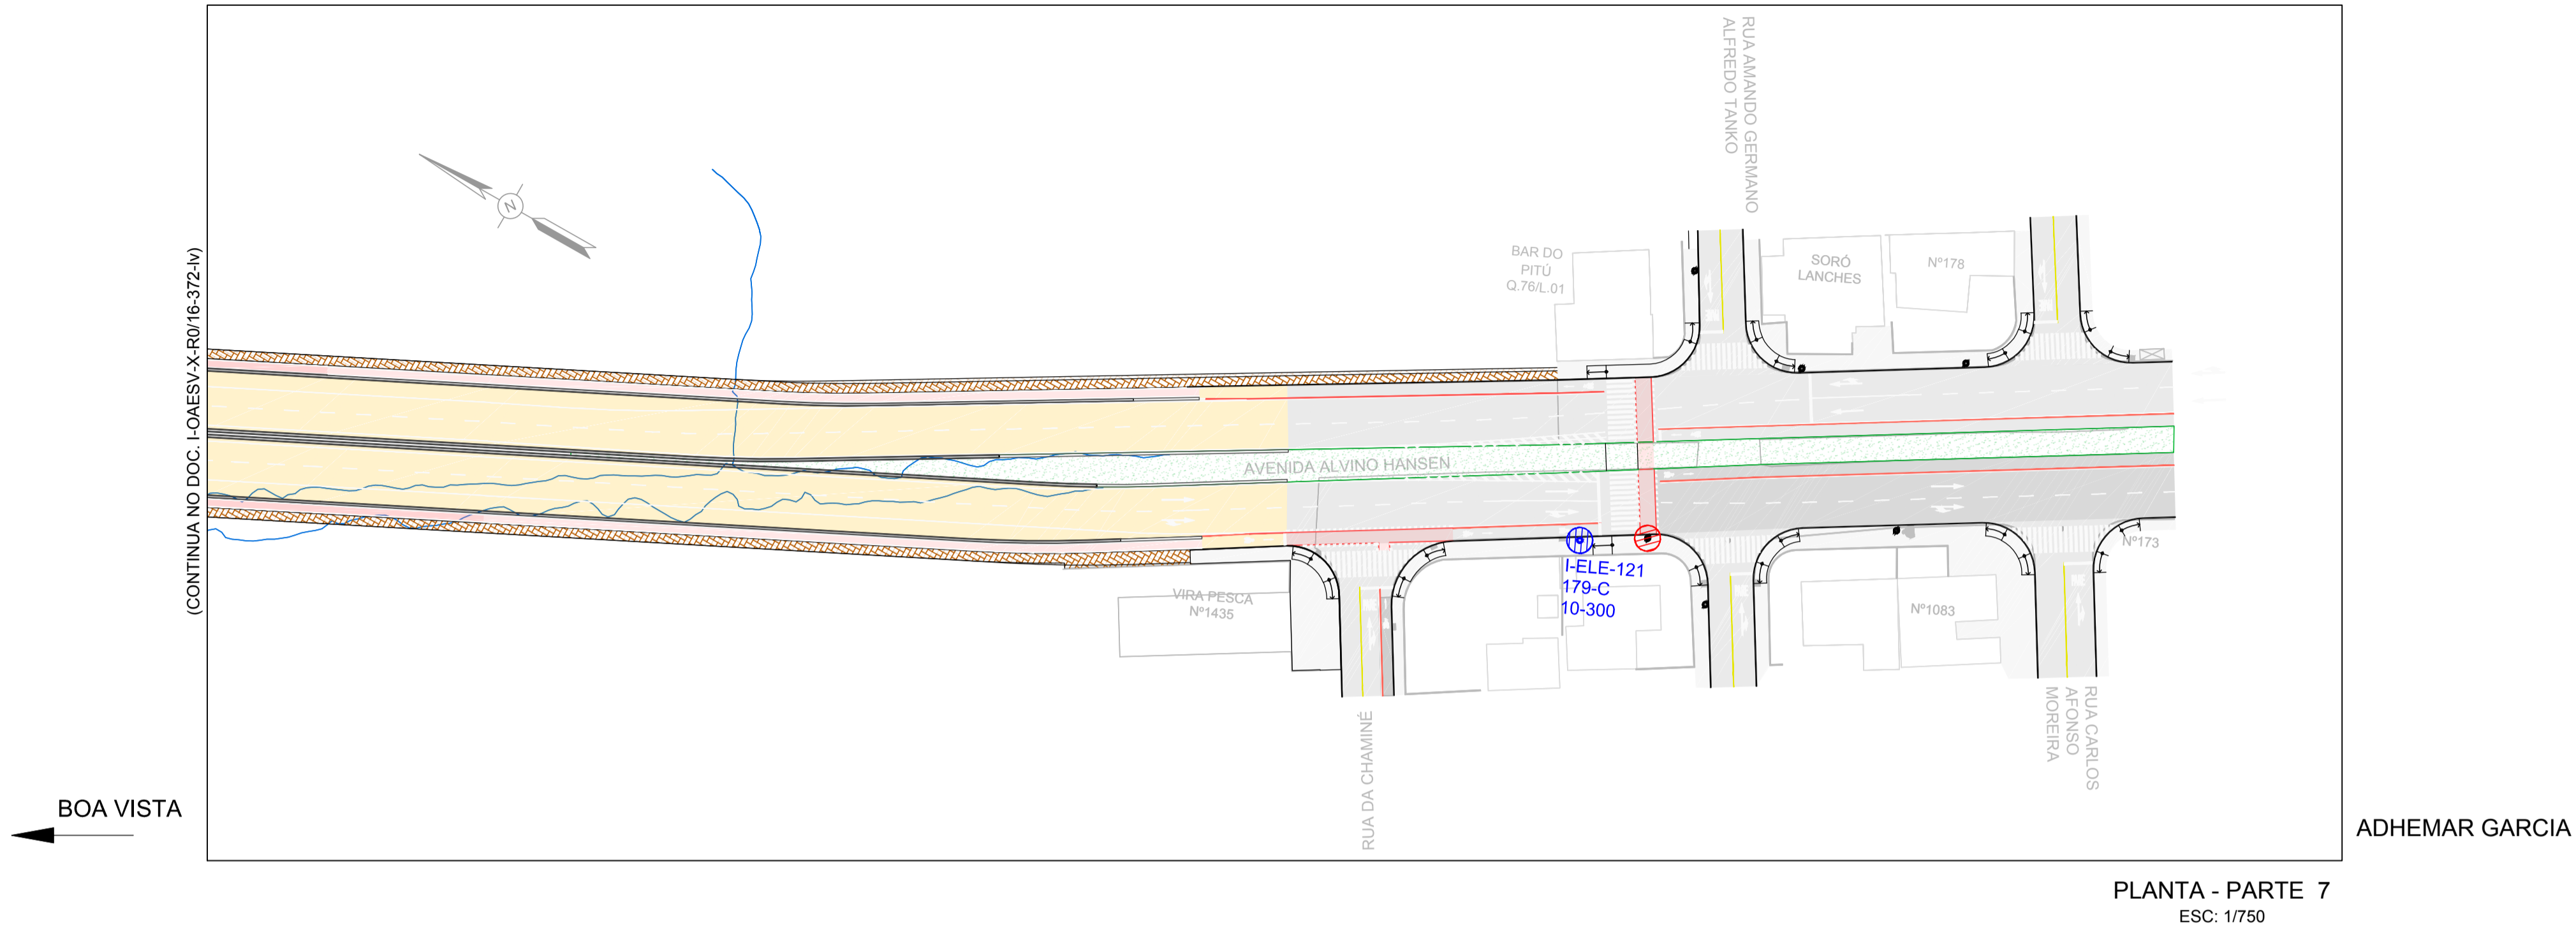 RUA AMANDO GERMANO
ALFREDO TANKO
N
(CONTINUA NO DOC. I-OAESV-X-R0/16-372-Iv)
BAR DO
PITÚ
Q.76/L.01
SORÓ
LANCHES
Nº178
AVENIDA ALVINO HANSEN
I-ELE-121
179-C
10-300
VIRA PESCA
Nº1435
Nº173
Nº1083
RUA DA CHAMINÉ
RUA CARLOS
AFONSO
MOREIRA
BOA VISTA
ADHEMAR GARCIA
PLANTA - PARTE 7
ESC: 1/750